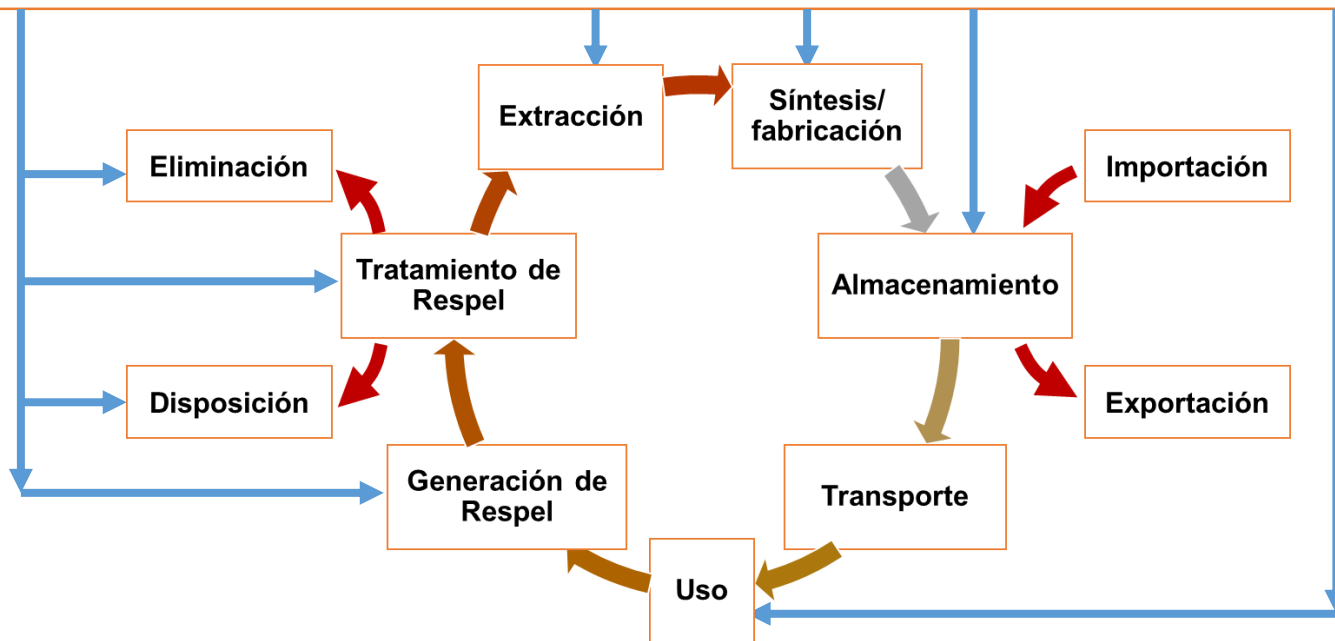 Extracción
Síntesis/
fabricación
Eliminación
Importación
Tratamiento de
Respel
Almacenamiento
Disposición
Exportación
Generación de
Respel
Transporte
Uso